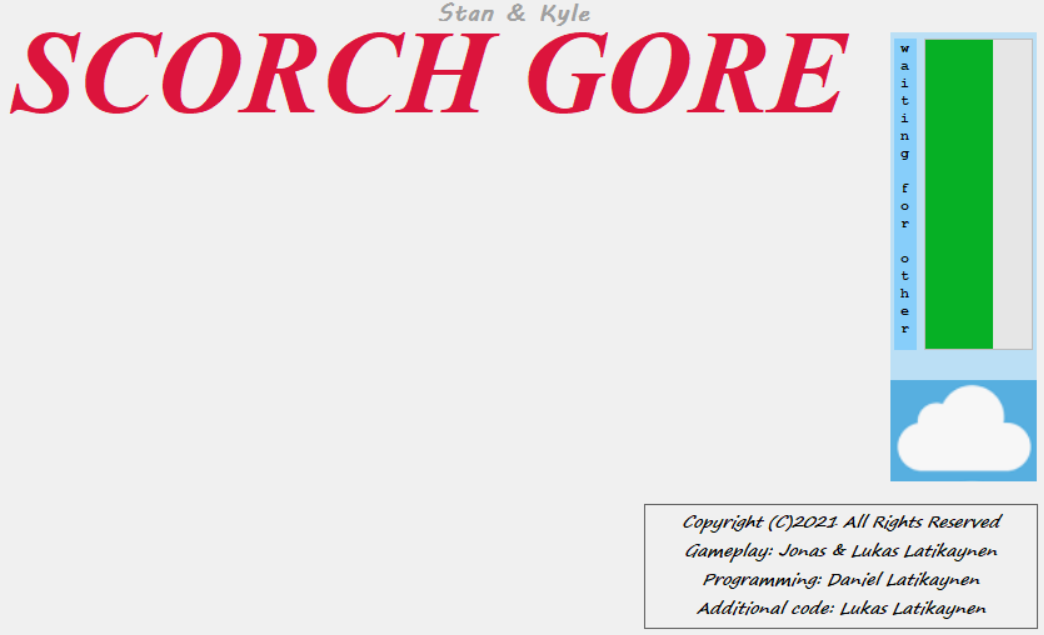 Stan & Kyle
SCORCH GORE
waiting for other
Copyright (C)2021 All Rights Reserved
Gameplay: Jonas & Lukas Latikaynen
Programming: Daniel Latikaynen
Additional code: Lukas Latikaynen